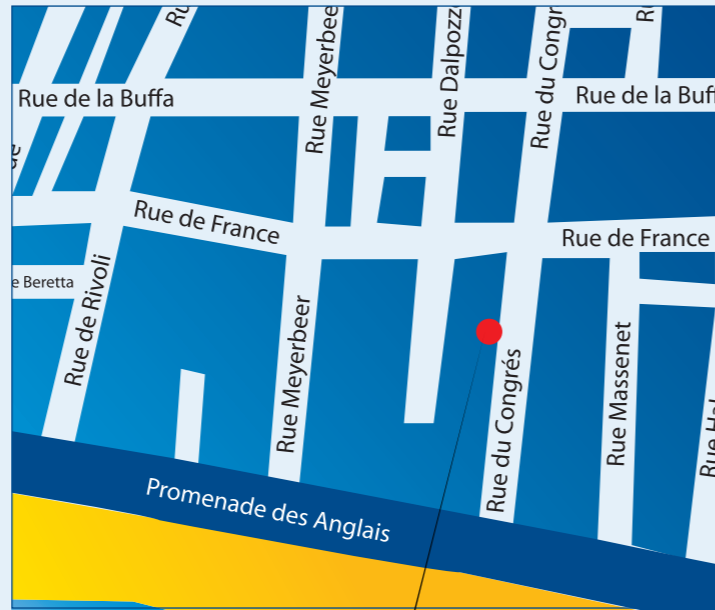 Rue Meyerbeer
Rue Dalpozz
Rue du Congr
Rue de la Buffa
Rue de la Buff
Rue de France
Rue de France
e Beretta
Rue de Rivoli
Rue Meyerbeer
Rue du Congrés
Rue Massenet
Promenade des Anglais